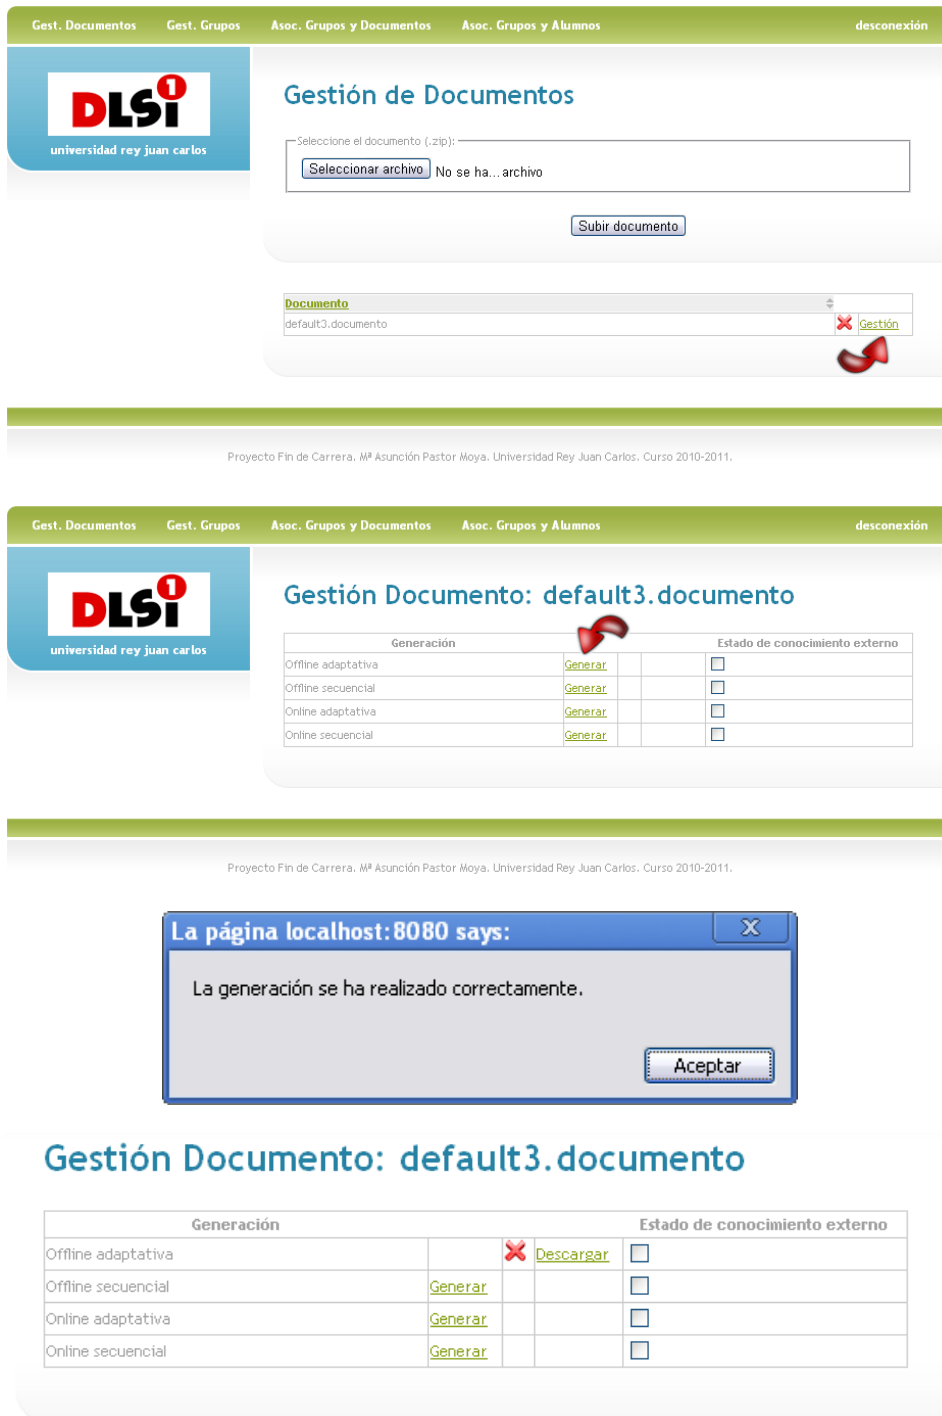 Gest. Documentos Gest. Grupos Asoc. Grupos y Documentos Asoc. Grupos y Alumnos desconexión
DLSi1
universidad rey juan carlos
Gestión de Documentos
Seleccione el documento (.zip):
Seleccionar archivo No se ha... archivo
Subir documento
Documento
default3.documento Gestión
Proyecto Fin de Carrera. Mª Asunción Pastor Moya. Universidad Rey Juan Carlos. Curso 2010-2011.
Gest. Documentos Gest. Grupos Asoc. Grupos y Documentos Asoc. Grupos y Alumnos desconexión
DLSi1
universidad rey juan carlos
Gestión Documento: default3.documento
Generación Estado de conocimiento externo
Offline adaptativa Generar
Offline secuencial Generar
Online adaptativa Generar
Online secuencial Generar
Proyecto Fin de Carrera. Mª Asunción Pastor Moya. Universidad Rey Juan Carlos. Curso 2010-2011.
La página localhost:8080 says:
La generación se ha realizado correctamente.
Aceptar
Gestión Documento: default3.documento
Generación Estado de conocimiento externo
Offline adaptativa Descargar
Offline secuencial Generar
Online adaptativa Generar
Online secuencial Generar